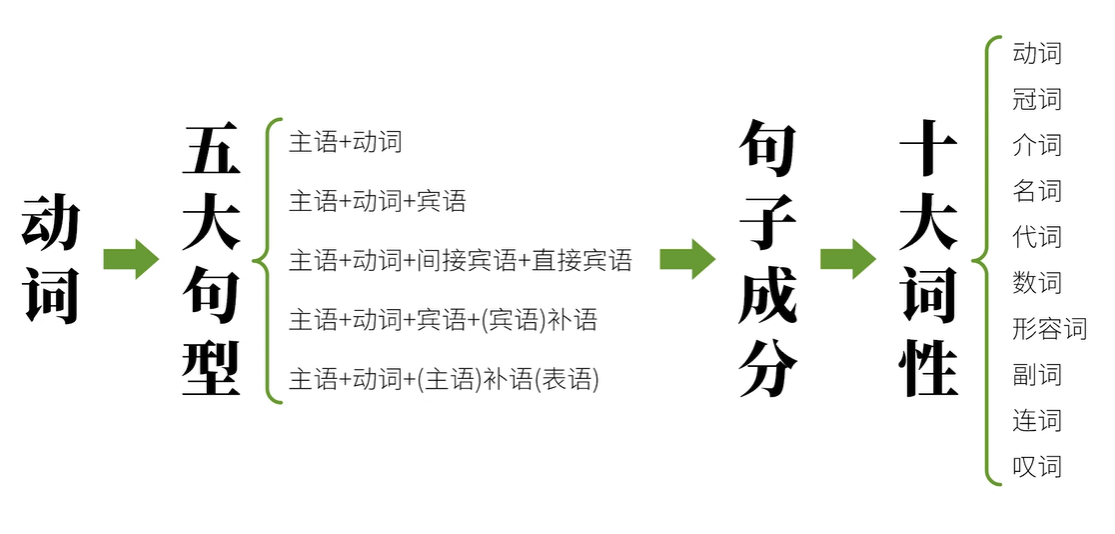 动词
五大句型
主语+动词
主语+动词+宾语
主语+动词+间接宾语+直接宾语
主语+动词+宾语+(宾语)补语
主语+动词+(主语)补语(表语)
句子成分
十大词性
动词
冠词
介词
名词
代词
数词
形容词
副词
连词
叹词